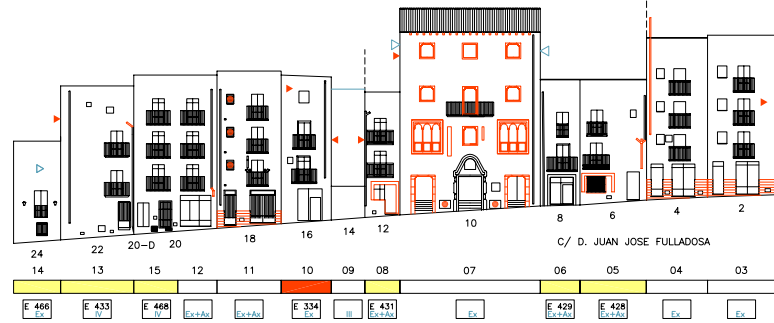 24 22 20-D 20 18 16 14 12 10 8 6 4 2
C/ D. JUAN JOSE FULLADOSA
14 13 15 12 11 10 09 08 07 06 05 04 03
E 466 E 433 E 468 E 334 E 431 E 429 E 428
Ex IV IV Ex+Ax Ex+Ax Ex III Ex+Ax Ex Ex+Ax Ex+Ax Ex Ex